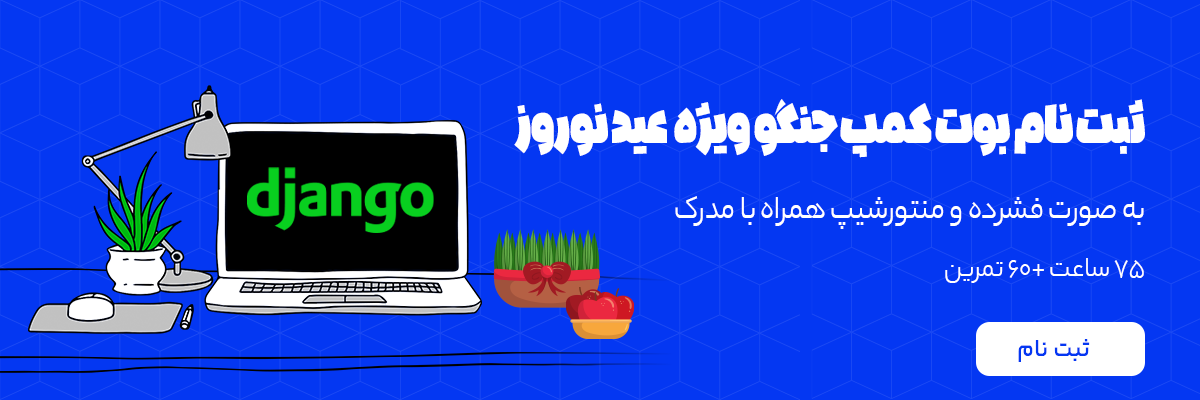 ثبت نام بوت کمپ جنگو ویژه عید نوروز
به صورت فشرده و منتورشیپ همراه با مدرک
۷۵ ساعت +۶۰ تمرین
ثبت نام
django